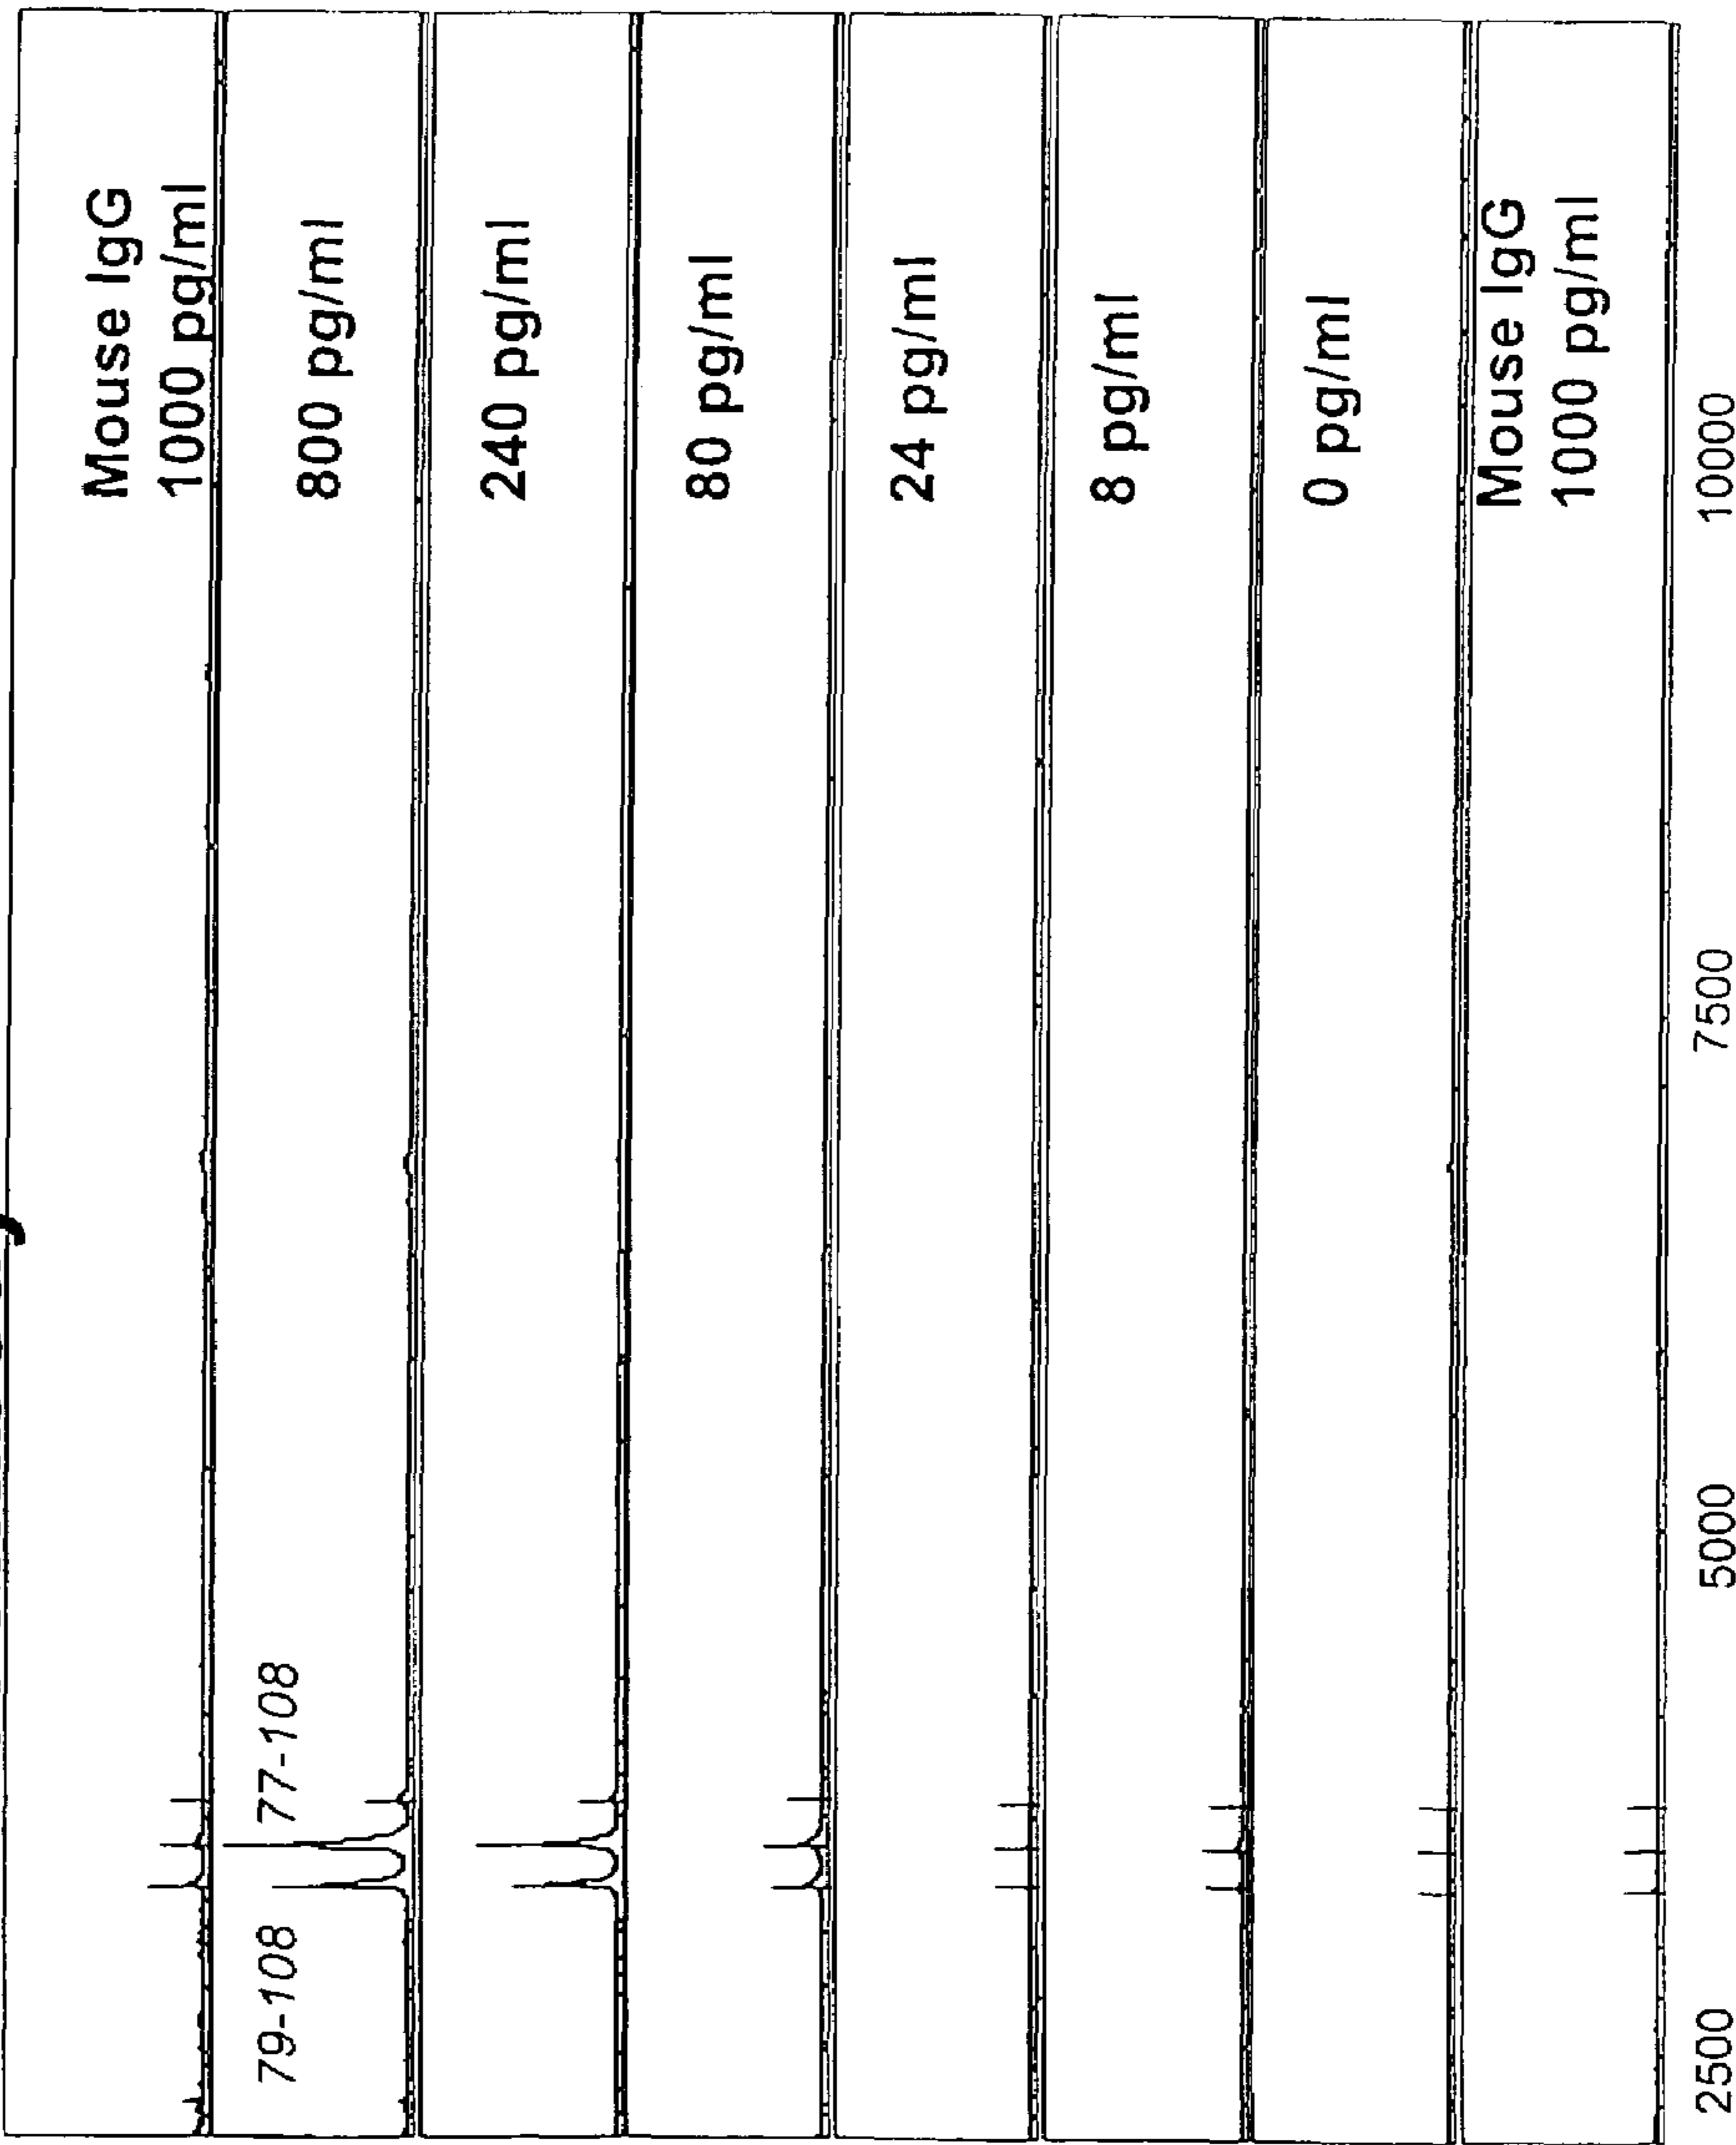 Mouse IgG
1000 pg/ml
79-108
77-108
800 pg/ml
240 pg/ml
80 pg/ml
24 pg/ml
8 pg/ml
0 pg/ml
Mouse IgG
1000 pg/ml
2500
5000
7500
10000